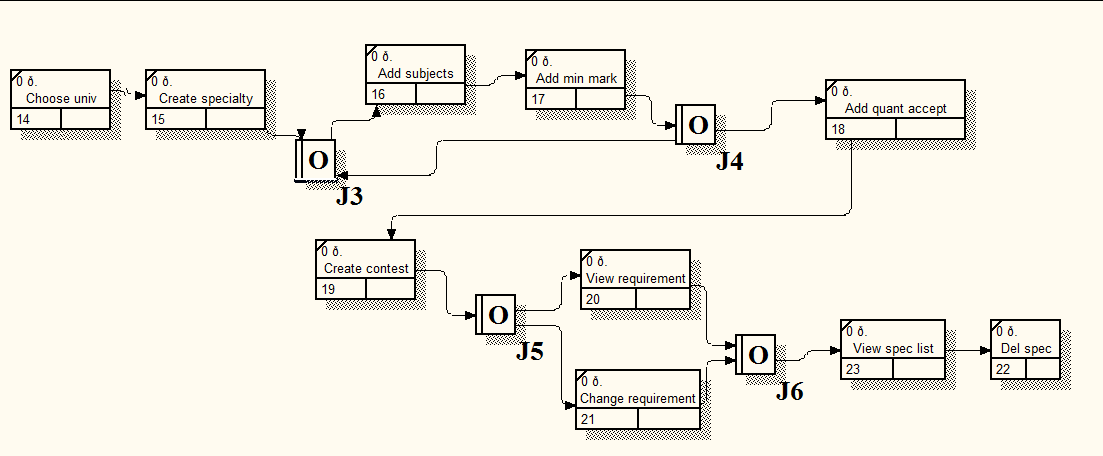 0 ð.
Choose univ
14
0 ð.
Create specialty
15
0 ð.
Add subjects
16
0 ð.
Add min mark
17
O
J3
O
J4
0 ð.
Add quant accept
18
0 ð.
Create contest
19
O
J5
0 ð.
View requirement
20
0 ð.
Change requirement
21
O
J6
0 ð.
View spec list
23
0 ð.
Del spec
22